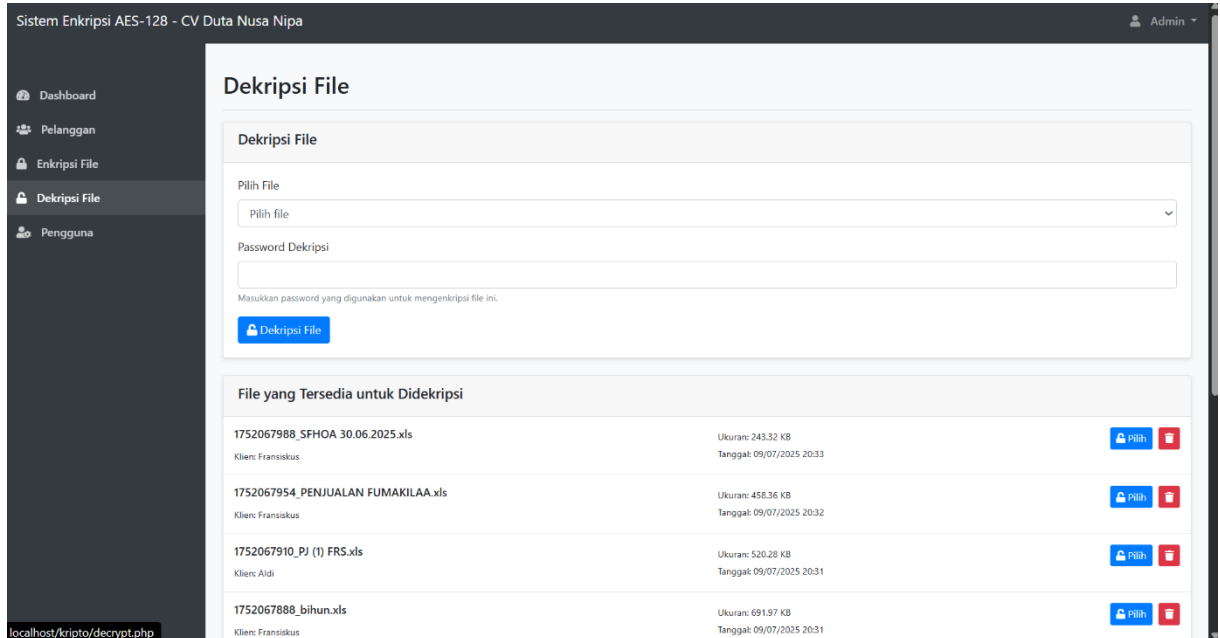 Sistem Enkripsi AES-128 - CV Duta Nusa Nipa
Admin
Dashboard
Pelanggan
Enkripsi File
Dekripsi File
Pengguna
Dekripsi File
Dekripsi File
Pilih File
Pilih file
Password Dekripsi
Masukkan password yang digunakan untuk mengenkripsi file ini.
Dekripsi File
File yang Tersedia untuk Didekripsi
1752067988_SFHOA 30.06.2025.xls
Klien: Fransiskus
Ukuran: 243.32 KB
Tanggal: 09/07/2025 20:33
Pilih
1752067954_PENJUALAN FUMAKILAA.xls
Klien: Fransiskus
Ukuran: 458.36 KB
Tanggal: 09/07/2025 20:32
Pilih
1752067910_PJ (1) FRS.xls
Klien: Aldi
Ukuran: 520.28 KB
Tanggal: 09/07/2025 20:31
Pilih
1752067888_bihun.xls
Klien: Fransiskus
Ukuran: 691.97 KB
Tanggal: 09/07/2025 20:31
Pilih
localhost/kripto/decrypt.php